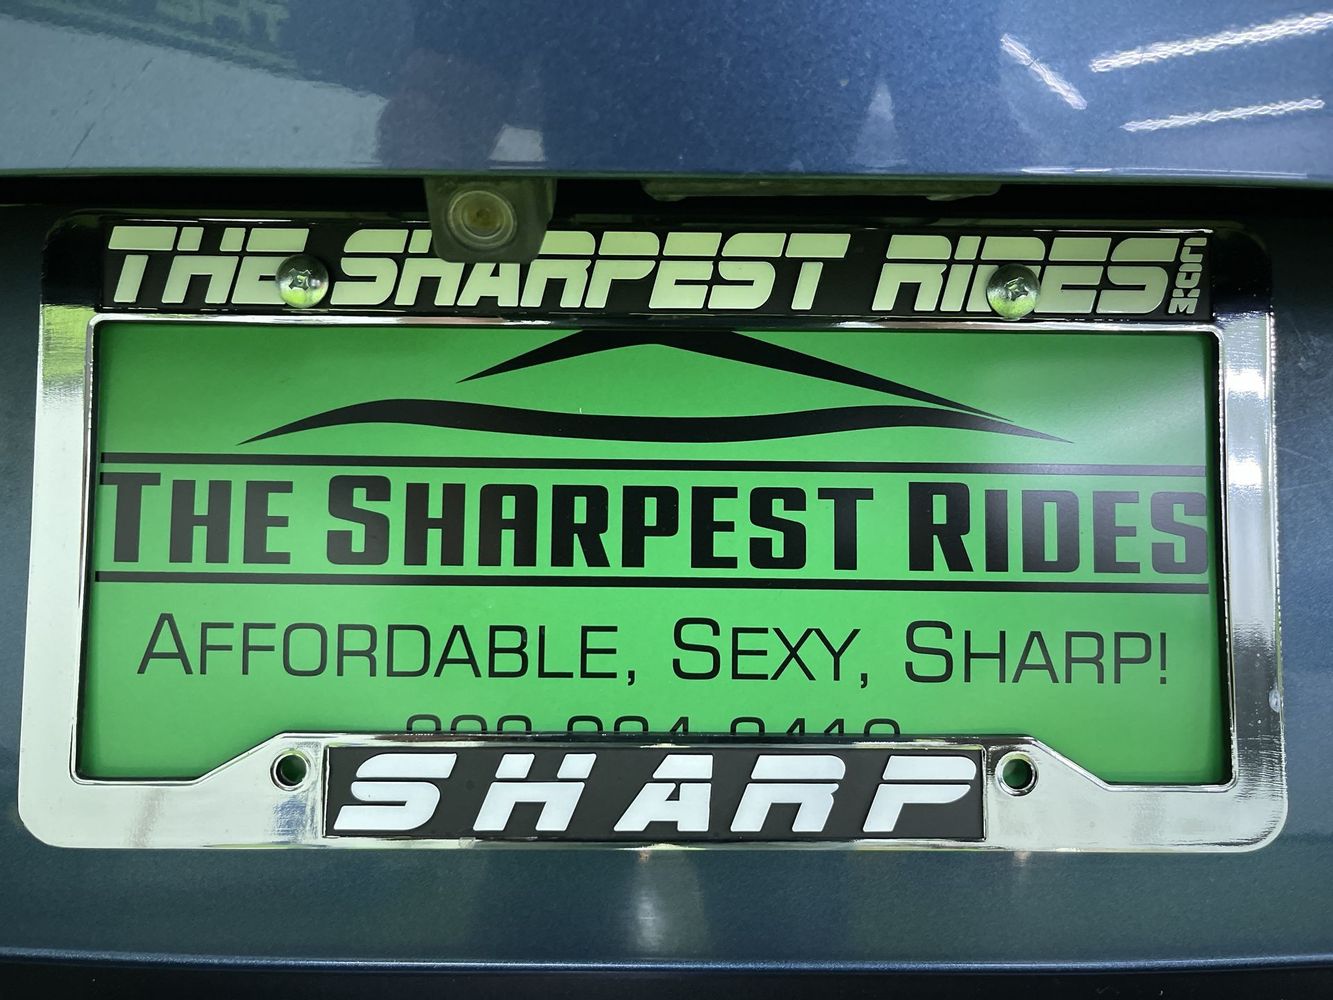 THE SHARPEST RIDES.COM
THE SHARPEST RIDES
AFFORDABLE, SEXY, SHARP!
SHARP